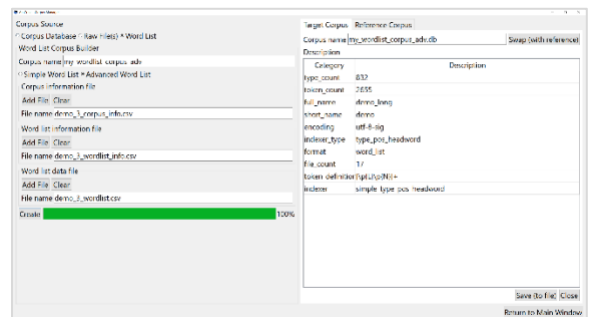 Corpus Source
Corpus Database Raw File(s) Word List
Word List Corpus Builder
Corpus name my_wordlist_corpus_adv
Simple Word List Advanced Word List
Corpus information file
Add File Clear
File name demo_3_corpus_info.csv
Word list information file
Add File Clear
File name demo_3_wordlist_info.csv
Word list data file
Add File Clear
File name demo_3_wordlist.csv
Create 100%
Target Corpus Reference Corpus
Corpus name my_wordlist_corpus_adv.db Swap (with reference)
Description
Category Description
type_count 832
token_count 2655
full_name demo_long
short_name demo
encoding utf-8-sig
indexer_type type_pos_headword
format word_list
file_count 17
token definition
indexer simple_type_pos_headword
Save (to file) Close
Return to Main Window